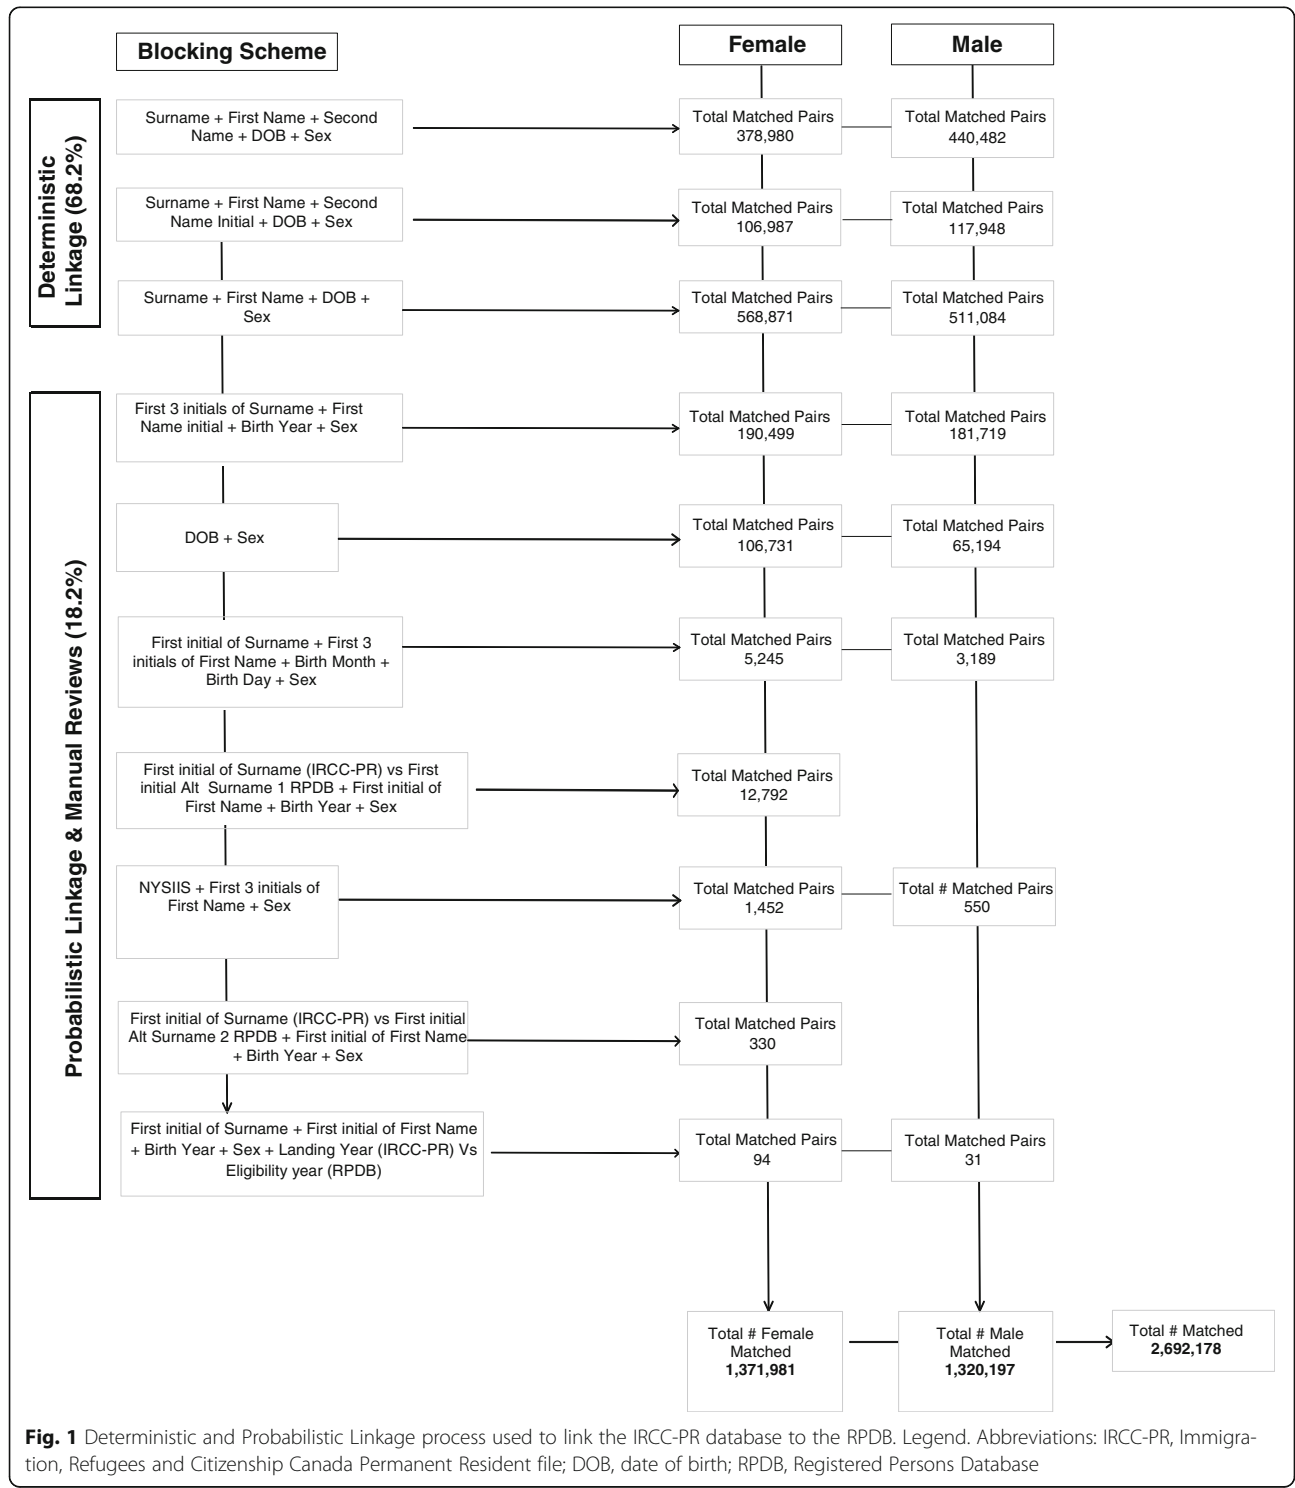 Blocking Scheme
Female
Male
Deterministic
Linkage (68.2%)
Surname + First Name + Second
Name + DOB + Sex
Total Matched Pairs
378,980
Total Matched Pairs
440,482
Surname + First Name + Second
Name Initial + DOB + Sex
Total Matched Pairs
106,987
Total Matched Pairs
117,948
Surname + First Name + DOB +
Sex
Total Matched Pairs
568,871
Total Matched Pairs
511,084
Probabilistic Linkage & Manual Reviews (18.2%)
First 3 initials of Surname + First
Name initial + Birth Year + Sex
Total Matched Pairs
190,499
Total Matched Pairs
181,719
DOB + Sex
Total Matched Pairs
106,731
Total Matched Pairs
65,194
First initial of Surname + First 3
initials of First Name + Birth Month +
Birth Day + Sex
Total Matched Pairs
5,245
Total Matched Pairs
3,189
First initial of Surname (IRCC-PR) vs First
initial Alt Surname 1 RPDB + First initial of
First Name + Birth Year + Sex
Total Matched Pairs
12,792
NYSIIS + First 3 initials of
First Name + Sex
Total Matched Pairs
1,452
Total # Matched Pairs
550
First initial of Surname (IRCC-PR) vs First initial
Alt Surname 2 RPDB + First initial of First Name
+ Birth Year + Sex
Total Matched Pairs
330
First initial of Surname + First initial of First Name
+ Birth Year + Sex + Landing Year (IRCC-PR) Vs
Eligibility year (RPDB)
Total Matched Pairs
94
Total Matched Pairs
31
Total # Female
Matched
1,371,981
Total # Male
Matched
1,320,197
Total # Matched
2,692,178
Fig. 1 Deterministic and Probabilistic Linkage process used to link the IRCC-PR database to the RPDB. Legend. Abbreviations: IRCC-PR, Immigra-
tion, Refugees and Citizenship Canada Permanent Resident file; DOB, date of birth; RPDB, Registered Persons Database